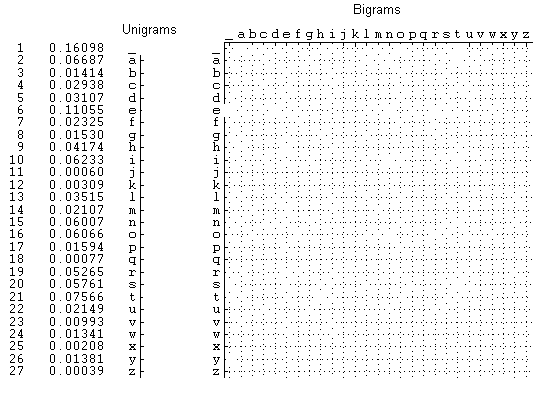 Bigrams
Unigrams
_ a b c d e f g h i j k l m n o p q r s t u v w x y z
1 0.16098 _ _
2 0.06687 a a
3 0.01414 b b
4 0.02938 c c
5 0.03107 d d
6 0.11055 e e
7 0.02325 f f
8 0.01530 g g
9 0.04174 h h
10 0.06233 i i
11 0.00060 j j
12 0.00309 k k
13 0.03515 l l
14 0.02107 m m
15 0.06007 n n
16 0.06066 o o
17 0.01594 p p
18 0.00077 q q
19 0.05265 r r
20 0.05761 s s
21 0.07566 t t
22 0.02149 u u
23 0.00993 v v
24 0.01341 w w
25 0.00208 x x
26 0.01381 y y
27 0.00039 z z